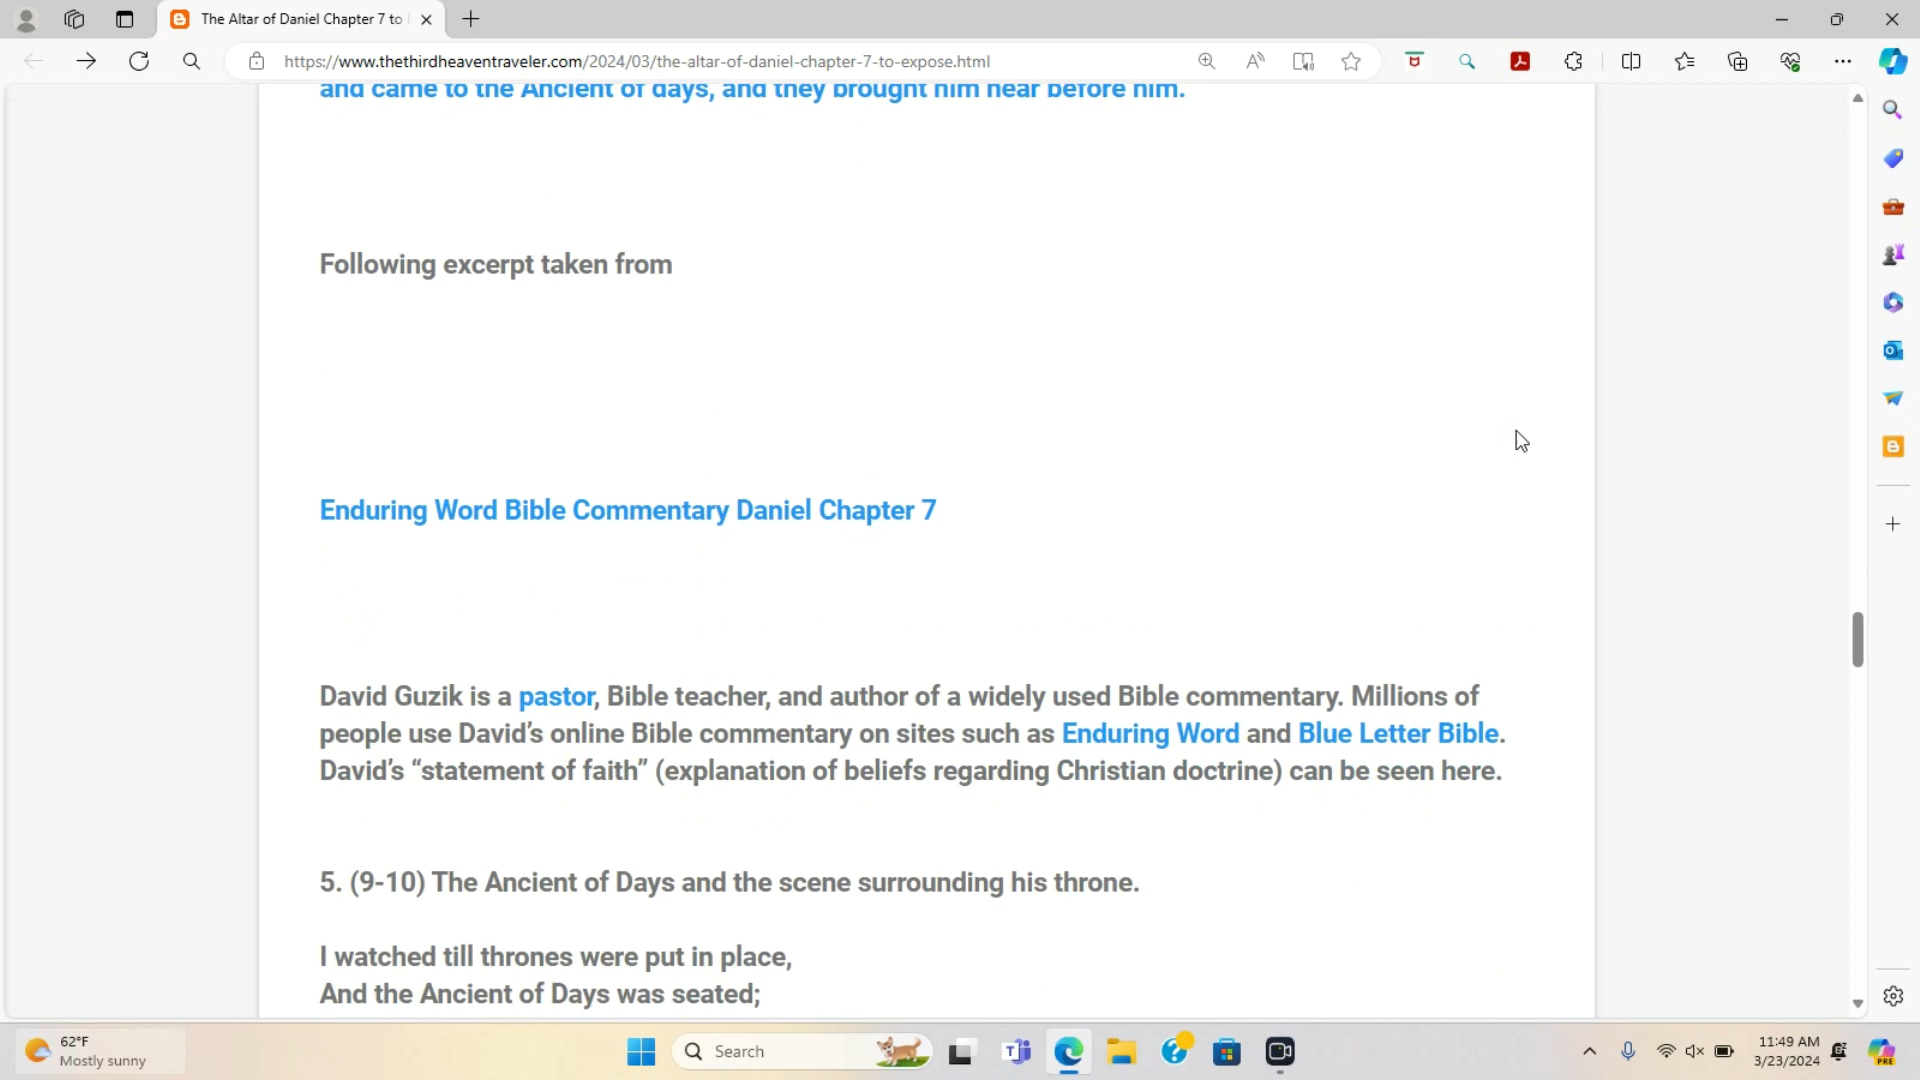 The Altar of Daniel Chapter 7 to
https://www.thethirdheaventraveler.com/2024/03/the-altar-of-daniel-chapter-7-to-expose.html
and came to the Ancient of days, and they brought him near before him.
Following excerpt taken from
Enduring Word Bible Commentary Daniel Chapter 7
David Guzik is a pastor, Bible teacher, and author of a widely used Bible commentary. Millions of
people use David’s online Bible commentary on sites such as Enduring Word and Blue Letter Bible.
David’s “statement of faith” (explanation of beliefs regarding Christian doctrine) can be seen here.
5. (9-10) The Ancient of Days and the scene surrounding his throne.
I watched till thrones were put in place,
And the Ancient of Days was seated;
62°F
Mostly sunny
Search
11:49 AM
3/23/2024
PRE